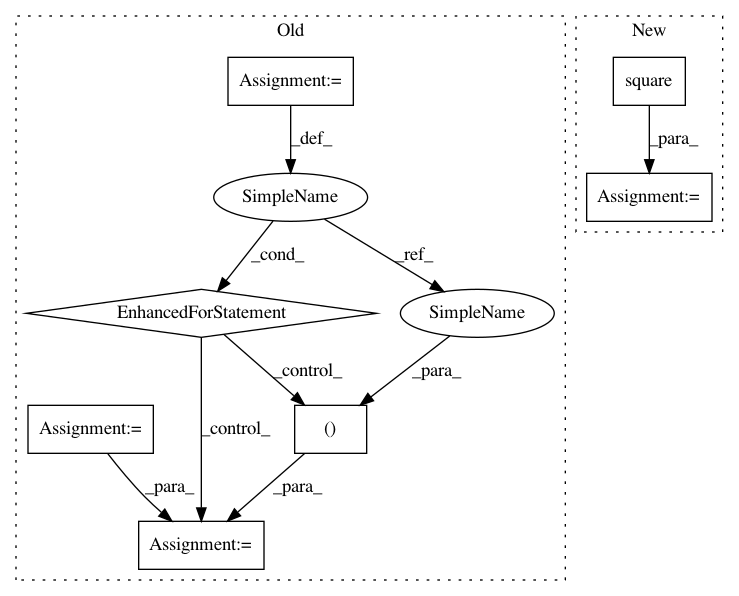 Old
New
Assignment:=
square
_def_
_para_
SimpleName
Assignment:=
_cond_
_ref_
EnhancedForStatement
SimpleName
_control_
_para_
Assignment:=
_control_
()
_para_
_para_
Assignment:=